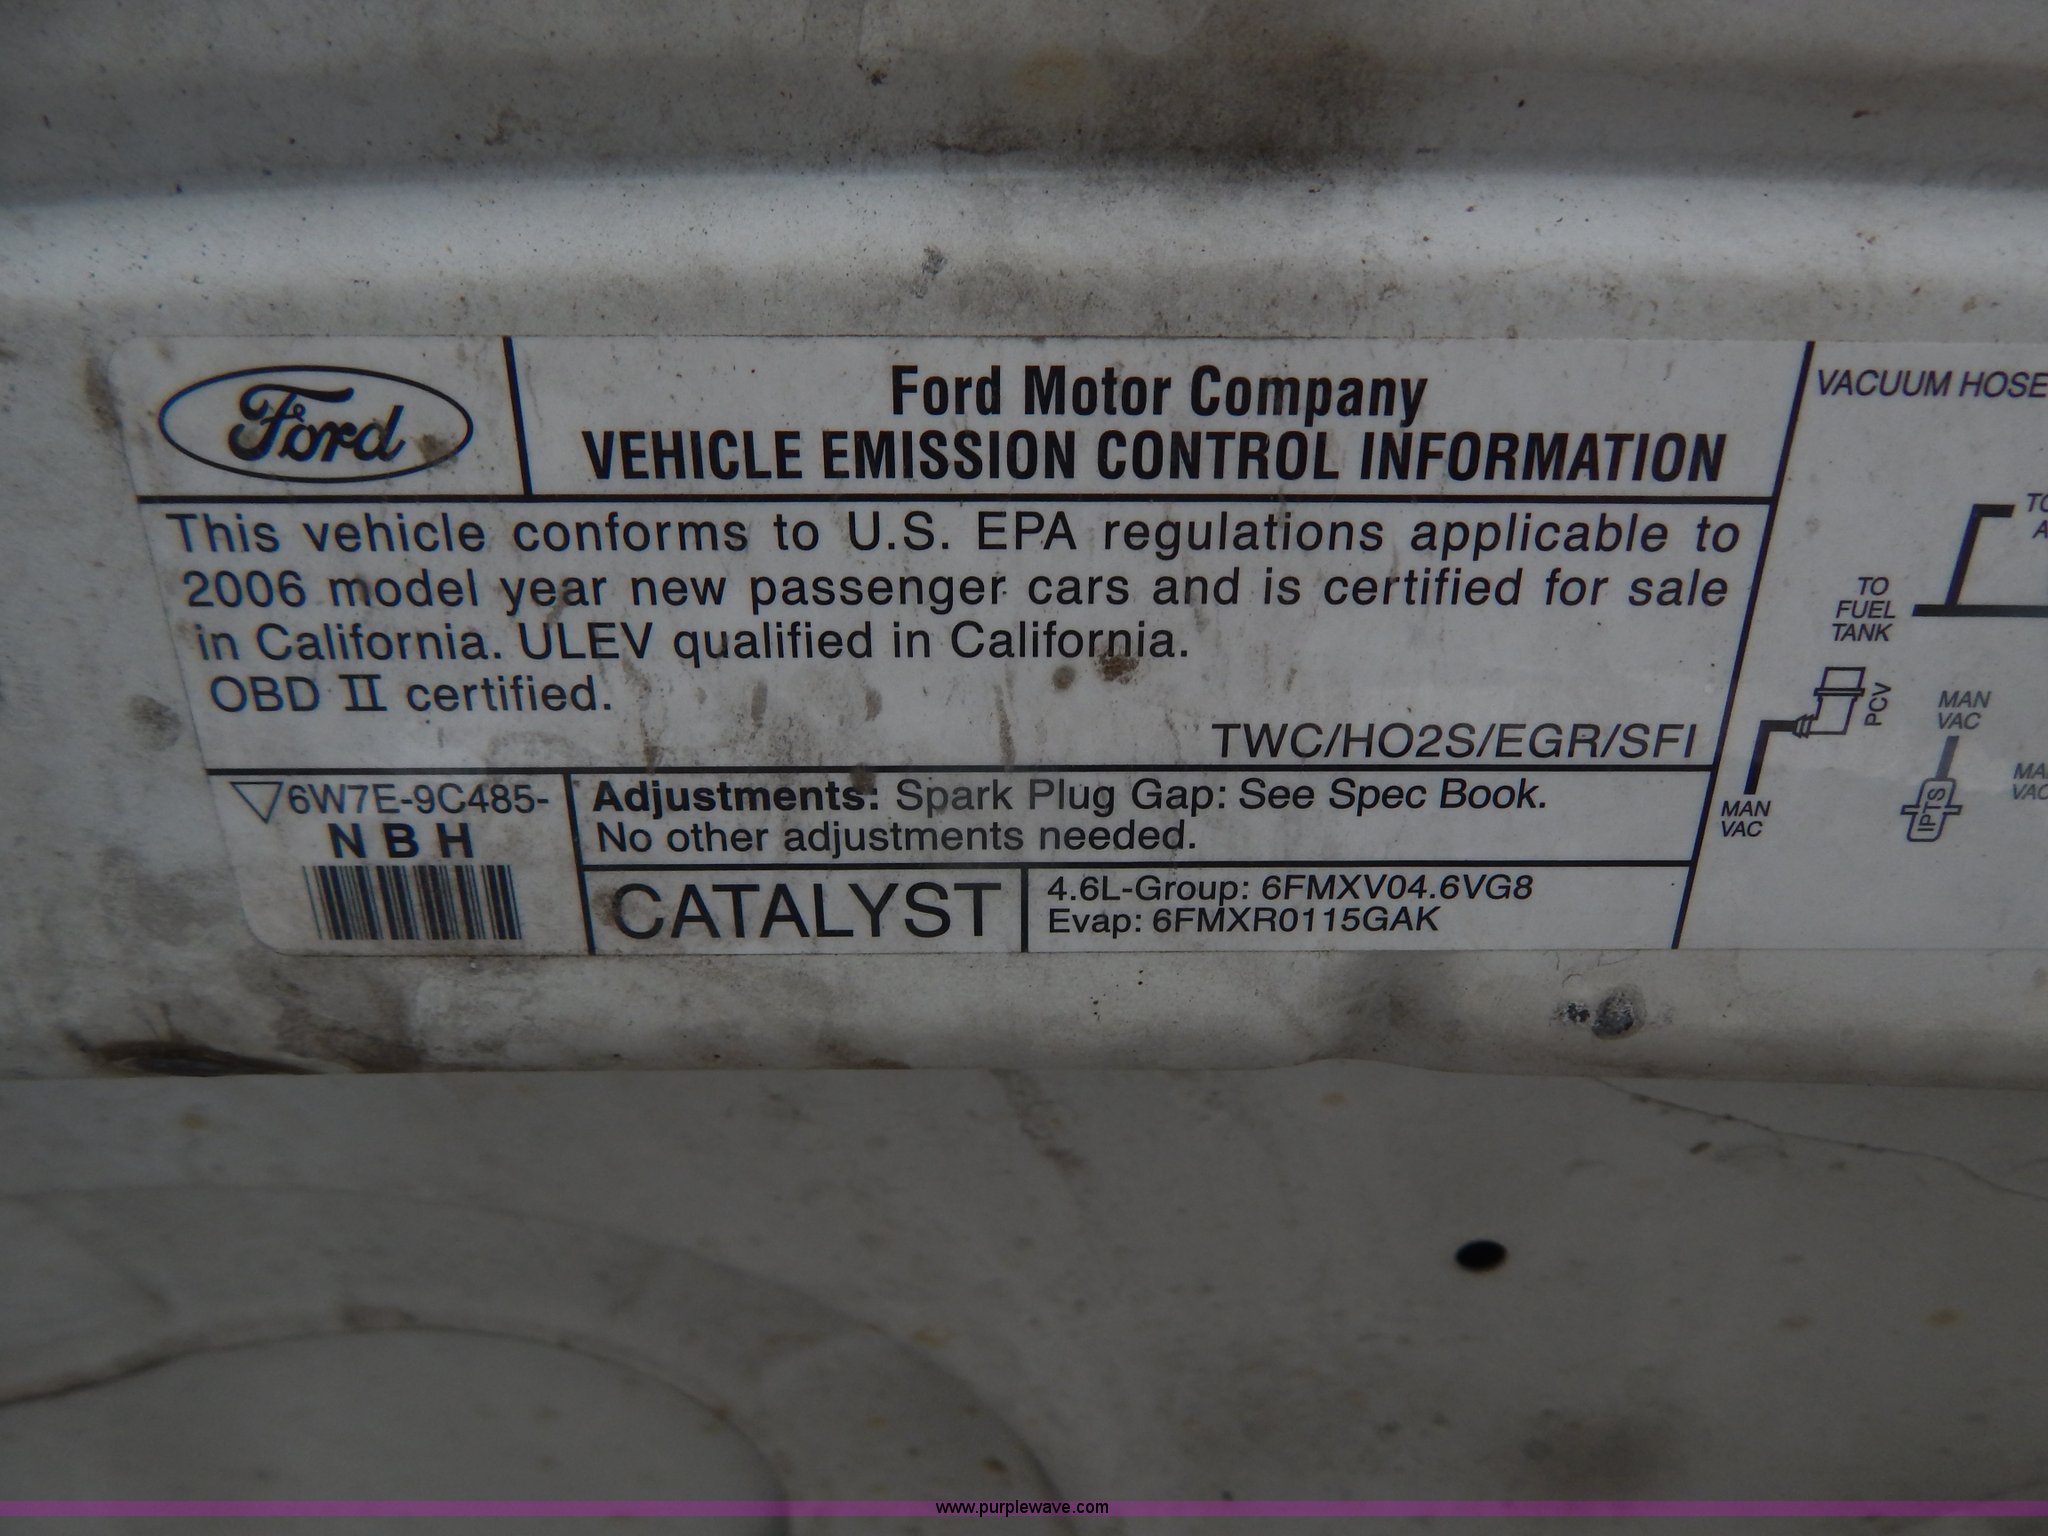 Ford
Ford Motor Company
VEHICLE EMISSION CONTROL INFORMATION
This vehicle conforms to U.S. EPA regulations applicable to
2006 model year new passenger cars and is certified for sale
in California. ULEV qualified in California.
OBD II certified.
TWC/HO2S/EGR/SFI
6W7E-9C485-
NBH
Adjustments: Spark Plug Gap: See Spec Book.
No other adjustments needed.
CATALYST
4.6L-Group: 6FMXV04.6VG8
Evap: 6FMXR0115GAK
VACUUM HOSE
TO
FUEL
TANK
PCV
MAN
VAC
MAN
VAC
IPTS
www.purplewave.com